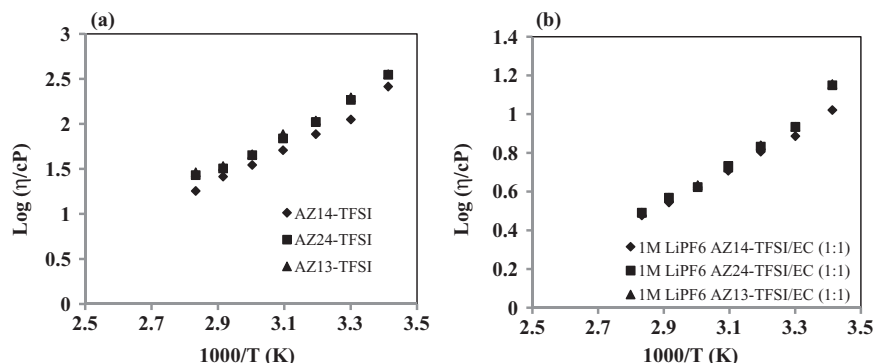 (a)
3
2.5
2
1.5
1
0.5
0
Log (η/cP)
AZ14-TFSI
AZ24-TFSI
AZ13-TFSI
2.5 2.7 2.9 3.1 3.3 3.5
1000/T (K)
(b)
1.4
1.2
1
0.8
0.6
0.4
0.2
0
Log (η/cP)
1M LiPF6 AZ14-TFSI/EC (1:1)
1M LiPF6 AZ24-TFSI/EC (1:1)
1M LiPF6 AZ13-TFSI/EC (1:1)
2.5 2.7 2.9 3.1 3.3 3.5
1000/T (K)